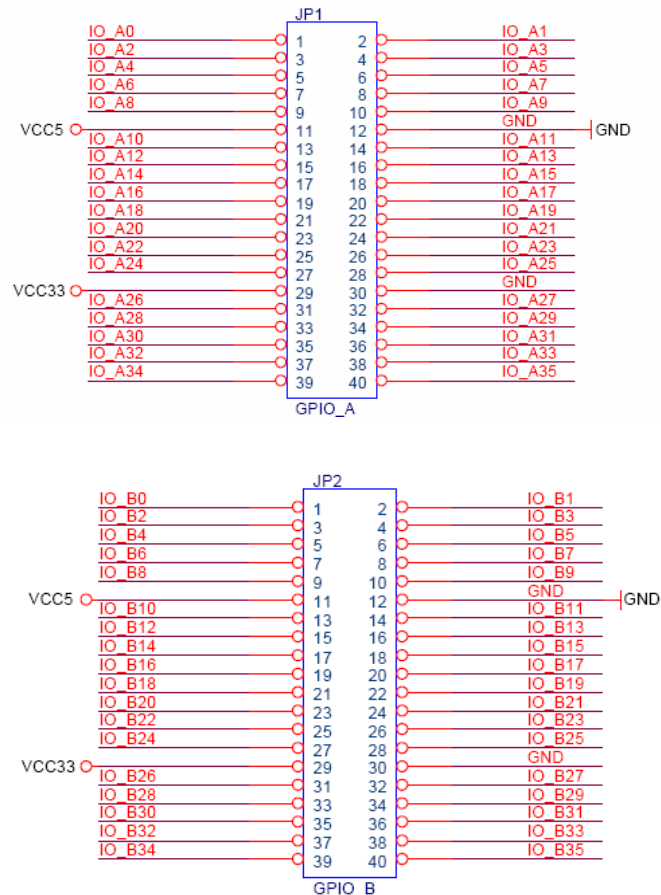 JP1
IO_A0 1 2 IO_A1
IO_A2 3 4 IO_A3
IO_A4 5 6 IO_A5
IO_A6 7 8 IO_A7
IO_A8 9 10 IO_A9
VCC5 11 12 GND GND
IO_A10 13 14 IO_A11
IO_A12 15 16 IO_A13
IO_A14 17 18 IO_A15
IO_A16 19 20 IO_A17
IO_A18 21 22 IO_A19
IO_A20 23 24 IO_A21
IO_A22 25 26 IO_A23
IO_A24 27 28 IO_A25
VCC33 29 30 GND
IO_A26 31 32 IO_A27
IO_A28 33 34 IO_A29
IO_A30 35 36 IO_A31
IO_A32 37 38 IO_A33
IO_A34 39 40 IO_A35
GPIO_A
JP2
IO_B0 1 2 IO_B1
IO_B2 3 4 IO_B3
IO_B4 5 6 IO_B5
IO_B6 7 8 IO_B7
IO_B8 9 10 IO_B9
VCC5 11 12 GND GND
IO_B10 13 14 IO_B11
IO_B12 15 16 IO_B13
IO_B14 17 18 IO_B15
IO_B16 19 20 IO_B17
IO_B18 21 22 IO_B19
IO_B20 23 24 IO_B21
IO_B22 25 26 IO_B23
IO_B24 27 28 IO_B25
VCC33 29 30 GND
IO_B26 31 32 IO_B27
IO_B28 33 34 IO_B29
IO_B30 35 36 IO_B31
IO_B32 37 38 IO_B33
IO_B34 39 40 IO_B35
GPIO_B